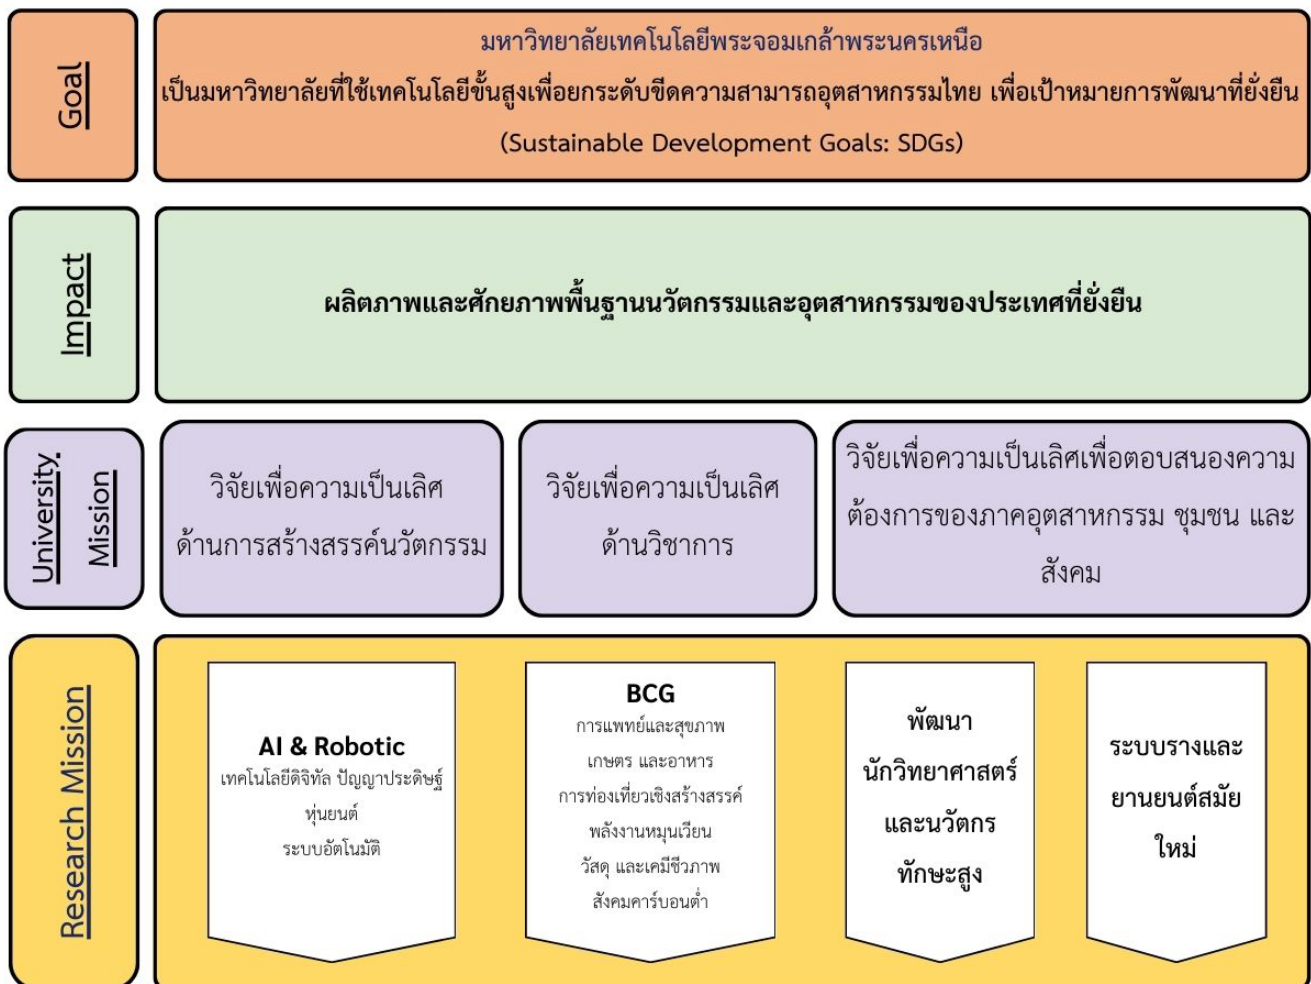 Goal
มหาวิทยาลัยเทคโนโลยีพระจอมเกล้าพระนครเหนือ
เป็นมหาวิทยาลัยที่ใช้เทคโนโลยีขั้นสูงเพื่อยกระดับขีดความสามารถอุตสาหกรรมไทย เพื่อเป้าหมายการพัฒนาที่ยั่งยืน
(Sustainable Development Goals: SDGs)
Impact
ผลิตภาพและศักยภาพพื้นฐานนวัตกรรมและอุตสาหกรรมของประเทศที่ยั่งยืน
University
Mission
วิจัยเพื่อความเป็นเลิศ
ด้านการสร้างสรรค์นวัตกรรม
วิจัยเพื่อความเป็นเลิศ
ด้านวิชาการ
วิจัยเพื่อความเป็นเลิศเพื่อตอบสนองความ
ต้องการของภาคอุตสาหกรรม ชุมชน และ
สังคม
Research Mission
AI & Robotic
เทคโนโลยีดิจิทัล ปัญญาประดิษฐ์
หุ่นยนต์
ระบบอัตโนมัติ
BCG
การแพทย์และสุขภาพ
เกษตร และอาหาร
การท่องเที่ยวเชิงสร้างสรรค์
พลังงานหมุนเวียน
วัสดุ และเคมีชีวภาพ
สังคมคาร์บอนต่ำ
พัฒนา
นักวิทยาศาสตร์
และนวัตกร
ทักษะสูง
ระบบรางและ
ยานยนต์สมัย
ใหม่